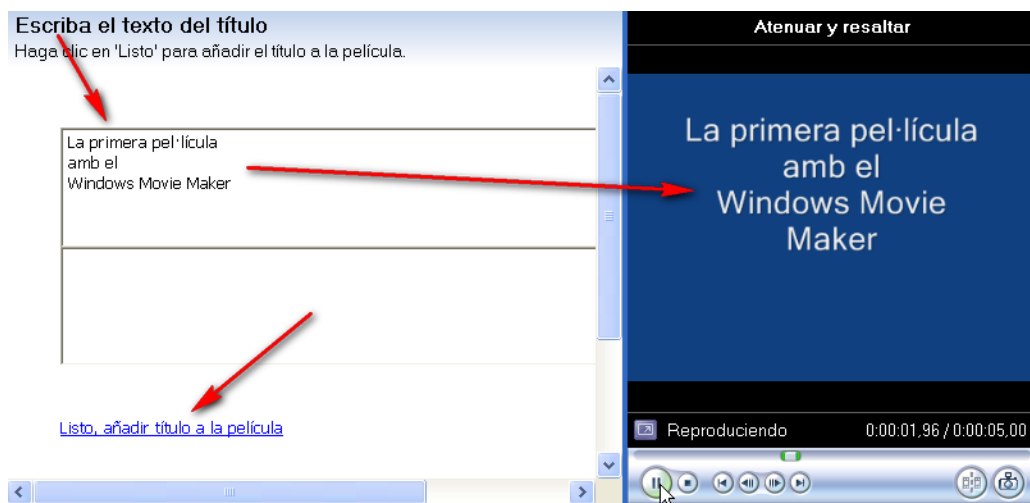 Escriba el texto del título
Haga clic en 'Listo' para añadir el título a la película.
La primera pel·lícula
amb el
Windows Movie Maker
Listo, añadir título a la película
Atenuar y resaltar
La primera pel·lícula
amb el
Windows Movie
Maker
Reproduciendo 0:00:01,96 / 0:00:05,00